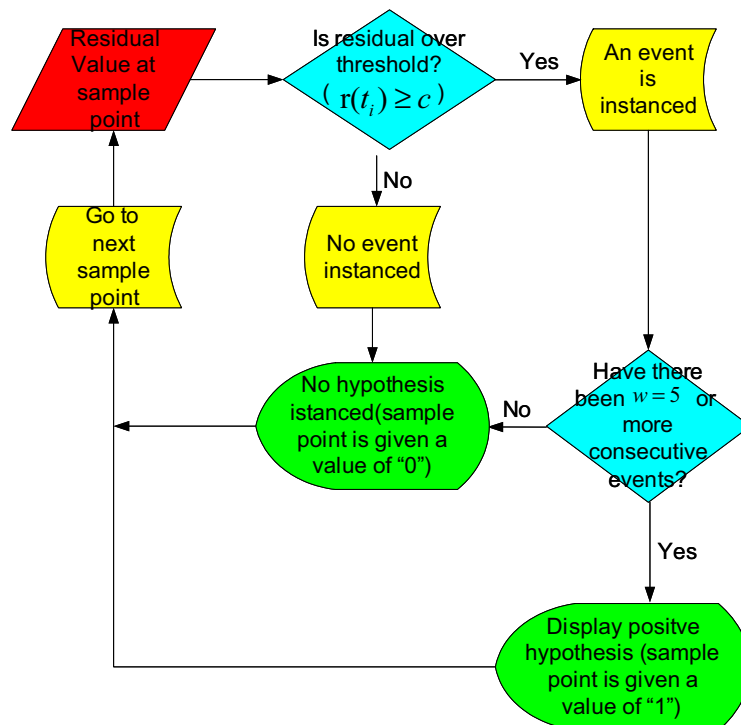 Residual
Value at
sample
point
Is residual over
threshold?
( r(t_i) ≥ c )
Yes
An event
is
instanced
No
Go to
next
sample
point
No event
instanced
No hypothesis
istanced(sample
point is given a
value of “0”)
No
Have there
been w = 5 or
more
consecutive
events?
Yes
Display positve
hypothesis (sample
point is given a
value of “1”)